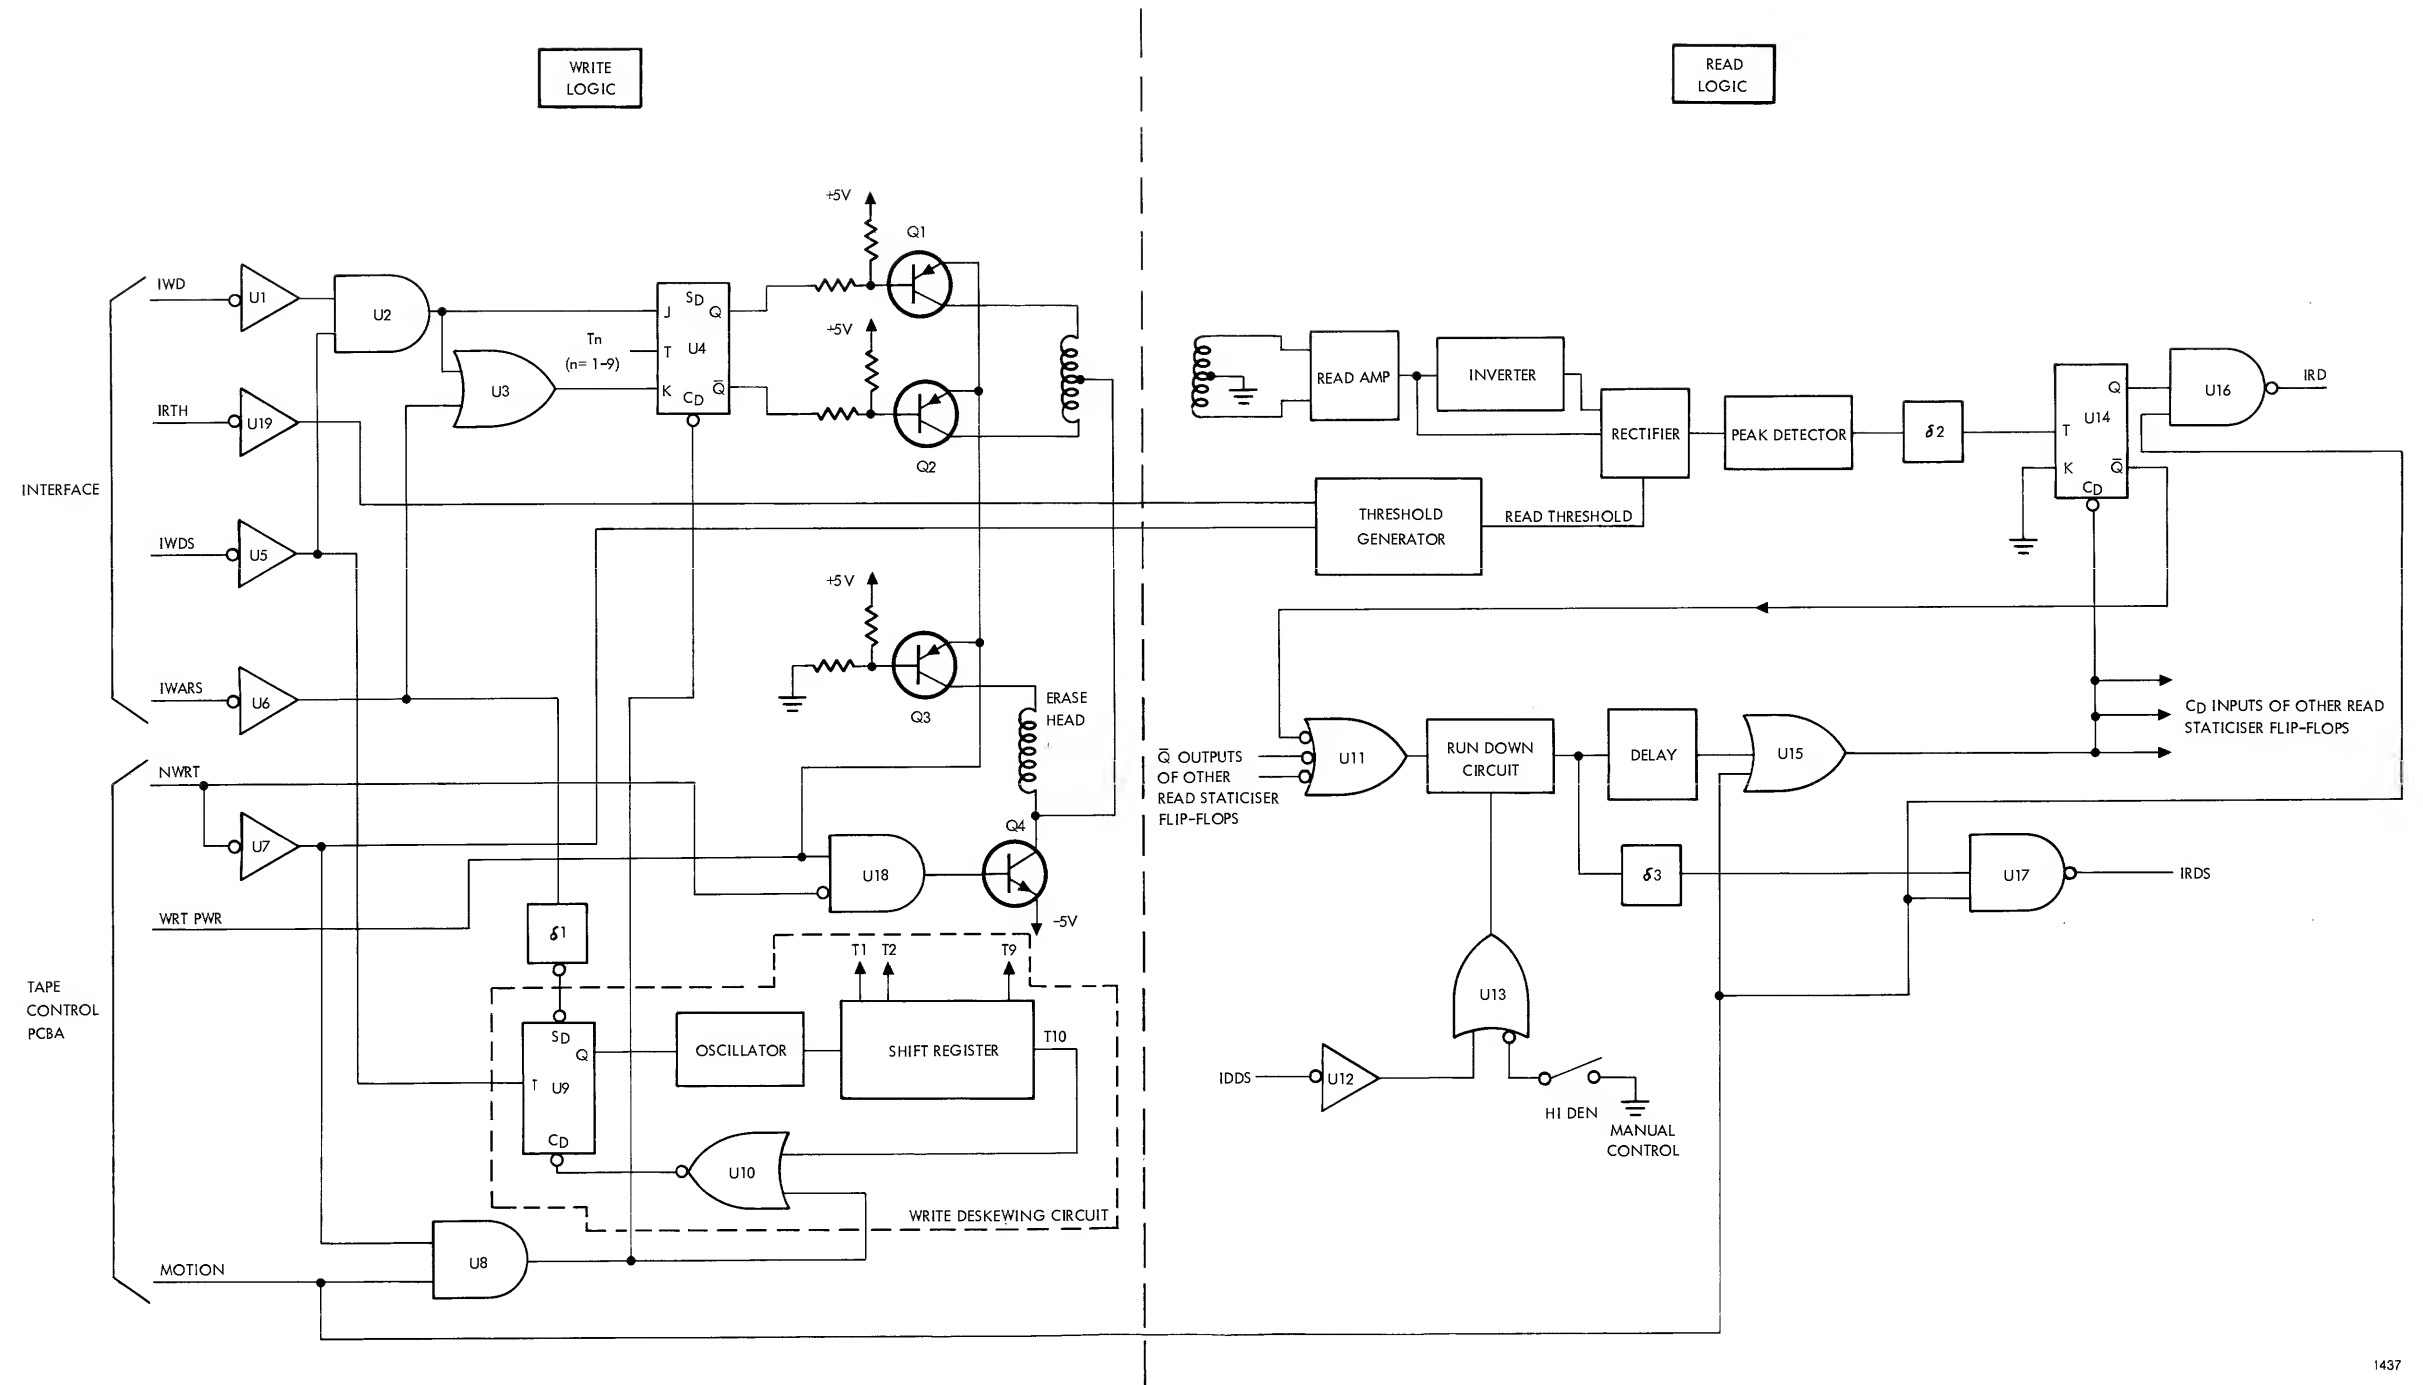 WRITE
LOGIC
READ
LOGIC
+5V
Q1
IWD
U1
U2
SD
J
Q
+5V
Tn
(n= 1-9)
T
U4
U3
K
CD
Q̅
Q2
IRTH
U19
INTERFACE
IWDS
U5
+5V
Q3
ERASE
HEAD
IWARS
U6
NWRT
U7
Q4
U18
WRT PWR
-5V
δ1
T1
T2
T9
TAPE
CONTROL
PCBA
SD
Q
T
U9
CD
OSCILLATOR
SHIFT REGISTER
T10
U10
WRITE DESKEWING CIRCUIT
U8
MOTION
READ AMP
INVERTER
RECTIFIER
PEAK DETECTOR
δ2
Q
U14
T
K
Q̅
CD
U16
IRD
THRESHOLD
GENERATOR
READ THRESHOLD
Q̅ OUTPUTS
OF OTHER
READ STATICISER
FLIP-FLOPS
U11
RUN DOWN
CIRCUIT
DELAY
U15
CD INPUTS OF OTHER READ
STATICISER FLIP-FLOPS
δ3
U17
IRDS
U13
IDDS
U12
HI DEN
MANUAL
CONTROL
1437